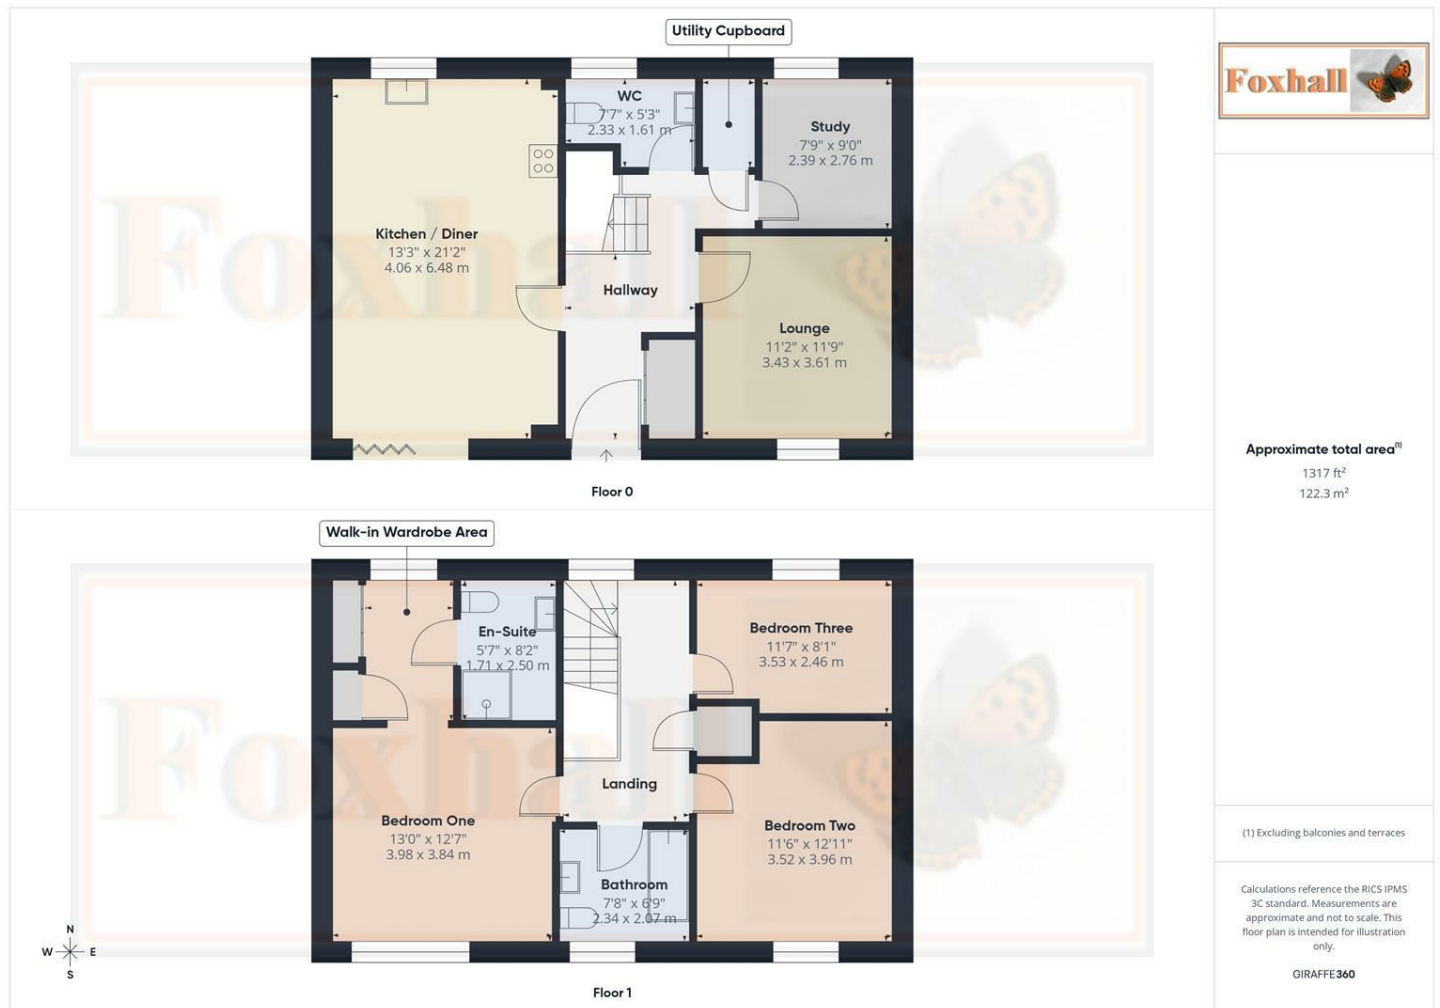 Utility Cupboard
WC
7'7" x 5'3"
2.33 x 1.61 m
Study
7'9" x 9'0"
2.39 x 2.76 m
Kitchen / Diner
13'3" x 21'2"
4.06 x 6.48 m
Hallway
Lounge
11'2" x 11'9"
3.43 x 3.61 m
Foxhall
Floor 0
Walk-in Wardrobe Area
En-Suite
5'7" x 8'2"
1.71 x 2.50 m
Bedroom Three
11'7" x 8'1"
3.53 x 2.46 m
Landing
Bedroom One
13'0" x 12'7"
3.98 x 3.84 m
Bedroom Two
11'6" x 12'11"
3.52 x 3.96 m
Bathroom
7'8" x 6'9"
2.34 x 2.07 m
Foxhall
N
W E
S
Floor 1
Foxhall
Approximate total area(1)
1317 ft²
122.3 m²
(1) Excluding balconies and terraces
Calculations reference the RICS IPMS
3C standard. Measurements are
approximate and not to scale. This
floor plan is intended for illustration
only.
GIRAFFE360